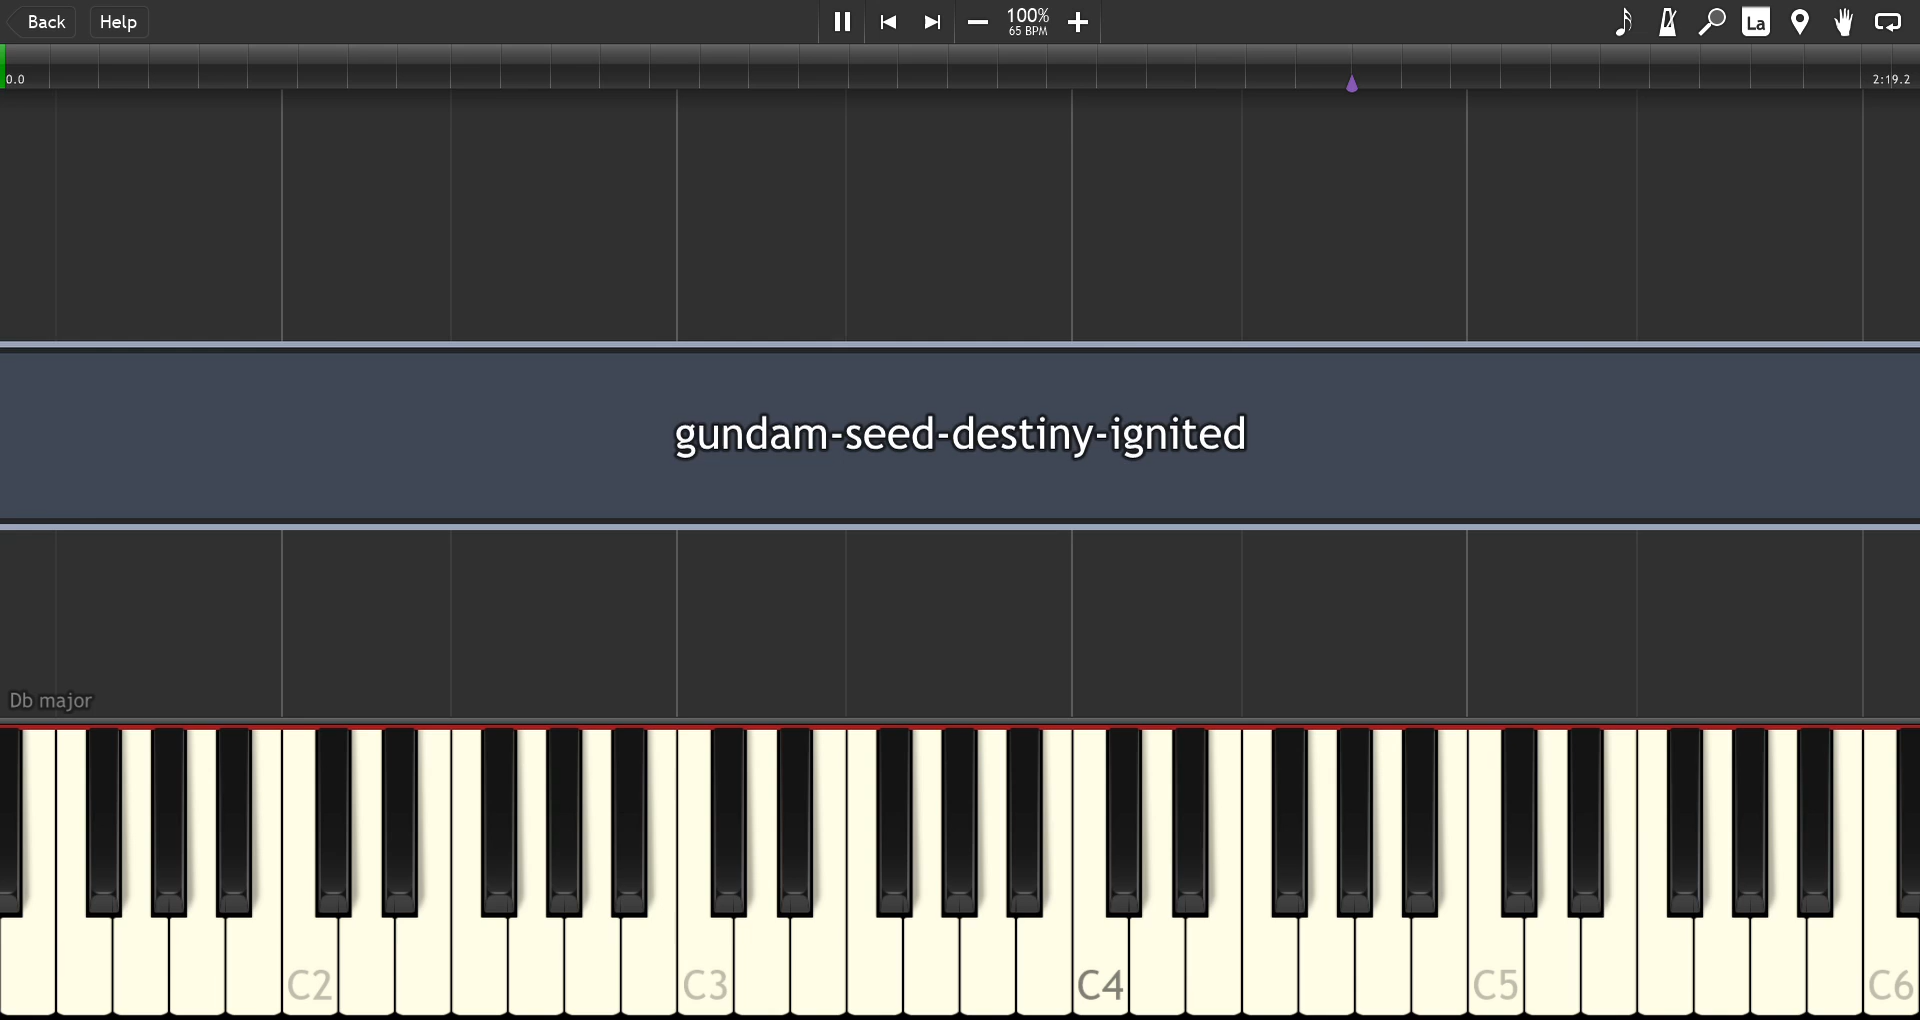 Back
Help
100%
65 BPM
La
0.0
2:19.2
gundam-seed-destiny-ignited
Db major
C2
C3
C4
C5
C6